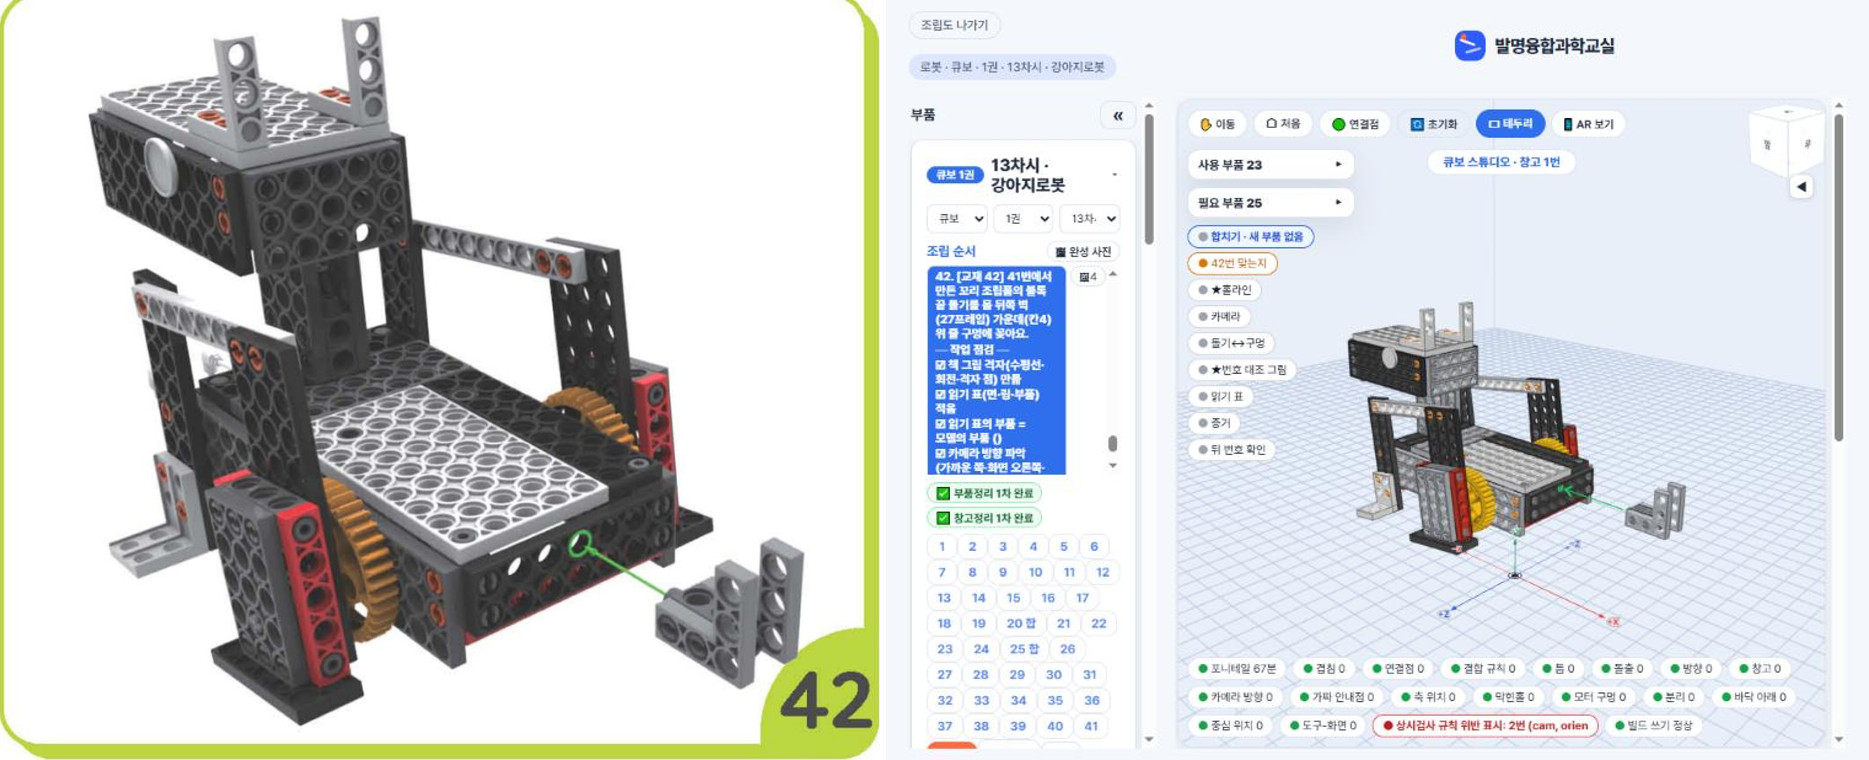 42
조립도 나가기
로봇 · 큐보 · 1권 · 13차시 · 강아지로봇
발명융합과학교실
부품
«
큐보 1권
13차시 ·
강아지로봇
큐보
1권
13차
조립 순서
완성 사진
42. [교재 42] 41번에서
만든 꼬리 조립품의 블록
끝 돌기를 몸 뒤쪽 벽
(27프레임) 가운데(칸4)
위 줄 구멍에 꽂아요.
— 작업 점검 —
☑ 책 그림 격자(수평선·
회전·격자 점) 만듦
☑ 읽기 표(면·링·부품)
적음
☑ 읽기 표의 부품 =
모델의 부품 ()
☑ 카메라 방향 파악
(가까운 쪽·화면 오른쪽·
4
부품정리 1차 완료
창고정리 1차 완료
1 2 3 4 5 6
7 8 9 10 11 12
13 14 15 16 17
18 19 20 합 21 22
23 24 25 합 26
27 28 29 30 31
32 33 34 35 36
37 38 39 40 41
이동
처음
연결점
초기화
테두리
AR 보기
사용 부품 23
큐보 스튜디오 · 창고 1번
필요 부품 25
합치기 · 새 부품 없음
42번 맞는지
★홀라인
카메라
돌기↔구멍
★번호 대조 그림
읽기 표
증거
뒤 번호 확인
+Z
-Z
+X
포니테일 67분
겹침 0
연결점 0
결합 규칙 0
틈 0
돌출 0
방향 0
창고 0
카메라 방향 0
가짜 안내점 0
축 위치 0
막힌홀 0
모터 구멍 0
분리 0
바닥 아래 0
중심 위치 0
도구-화면 0
상시검사 규칙 위반 표시: 2번 (cam, orien
빌드 쓰기 정상